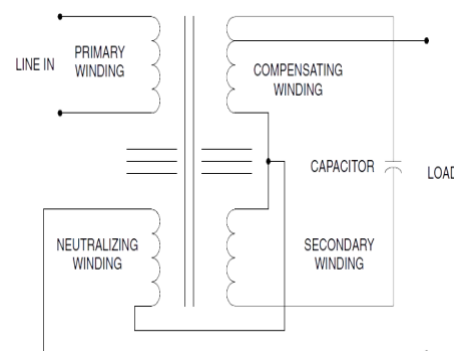 LINE IN
PRIMARY
WINDING
COMPENSATING
WINDING
CAPACITOR
LOAD
NEUTRALIZING
WINDING
SECONDARY
WINDING